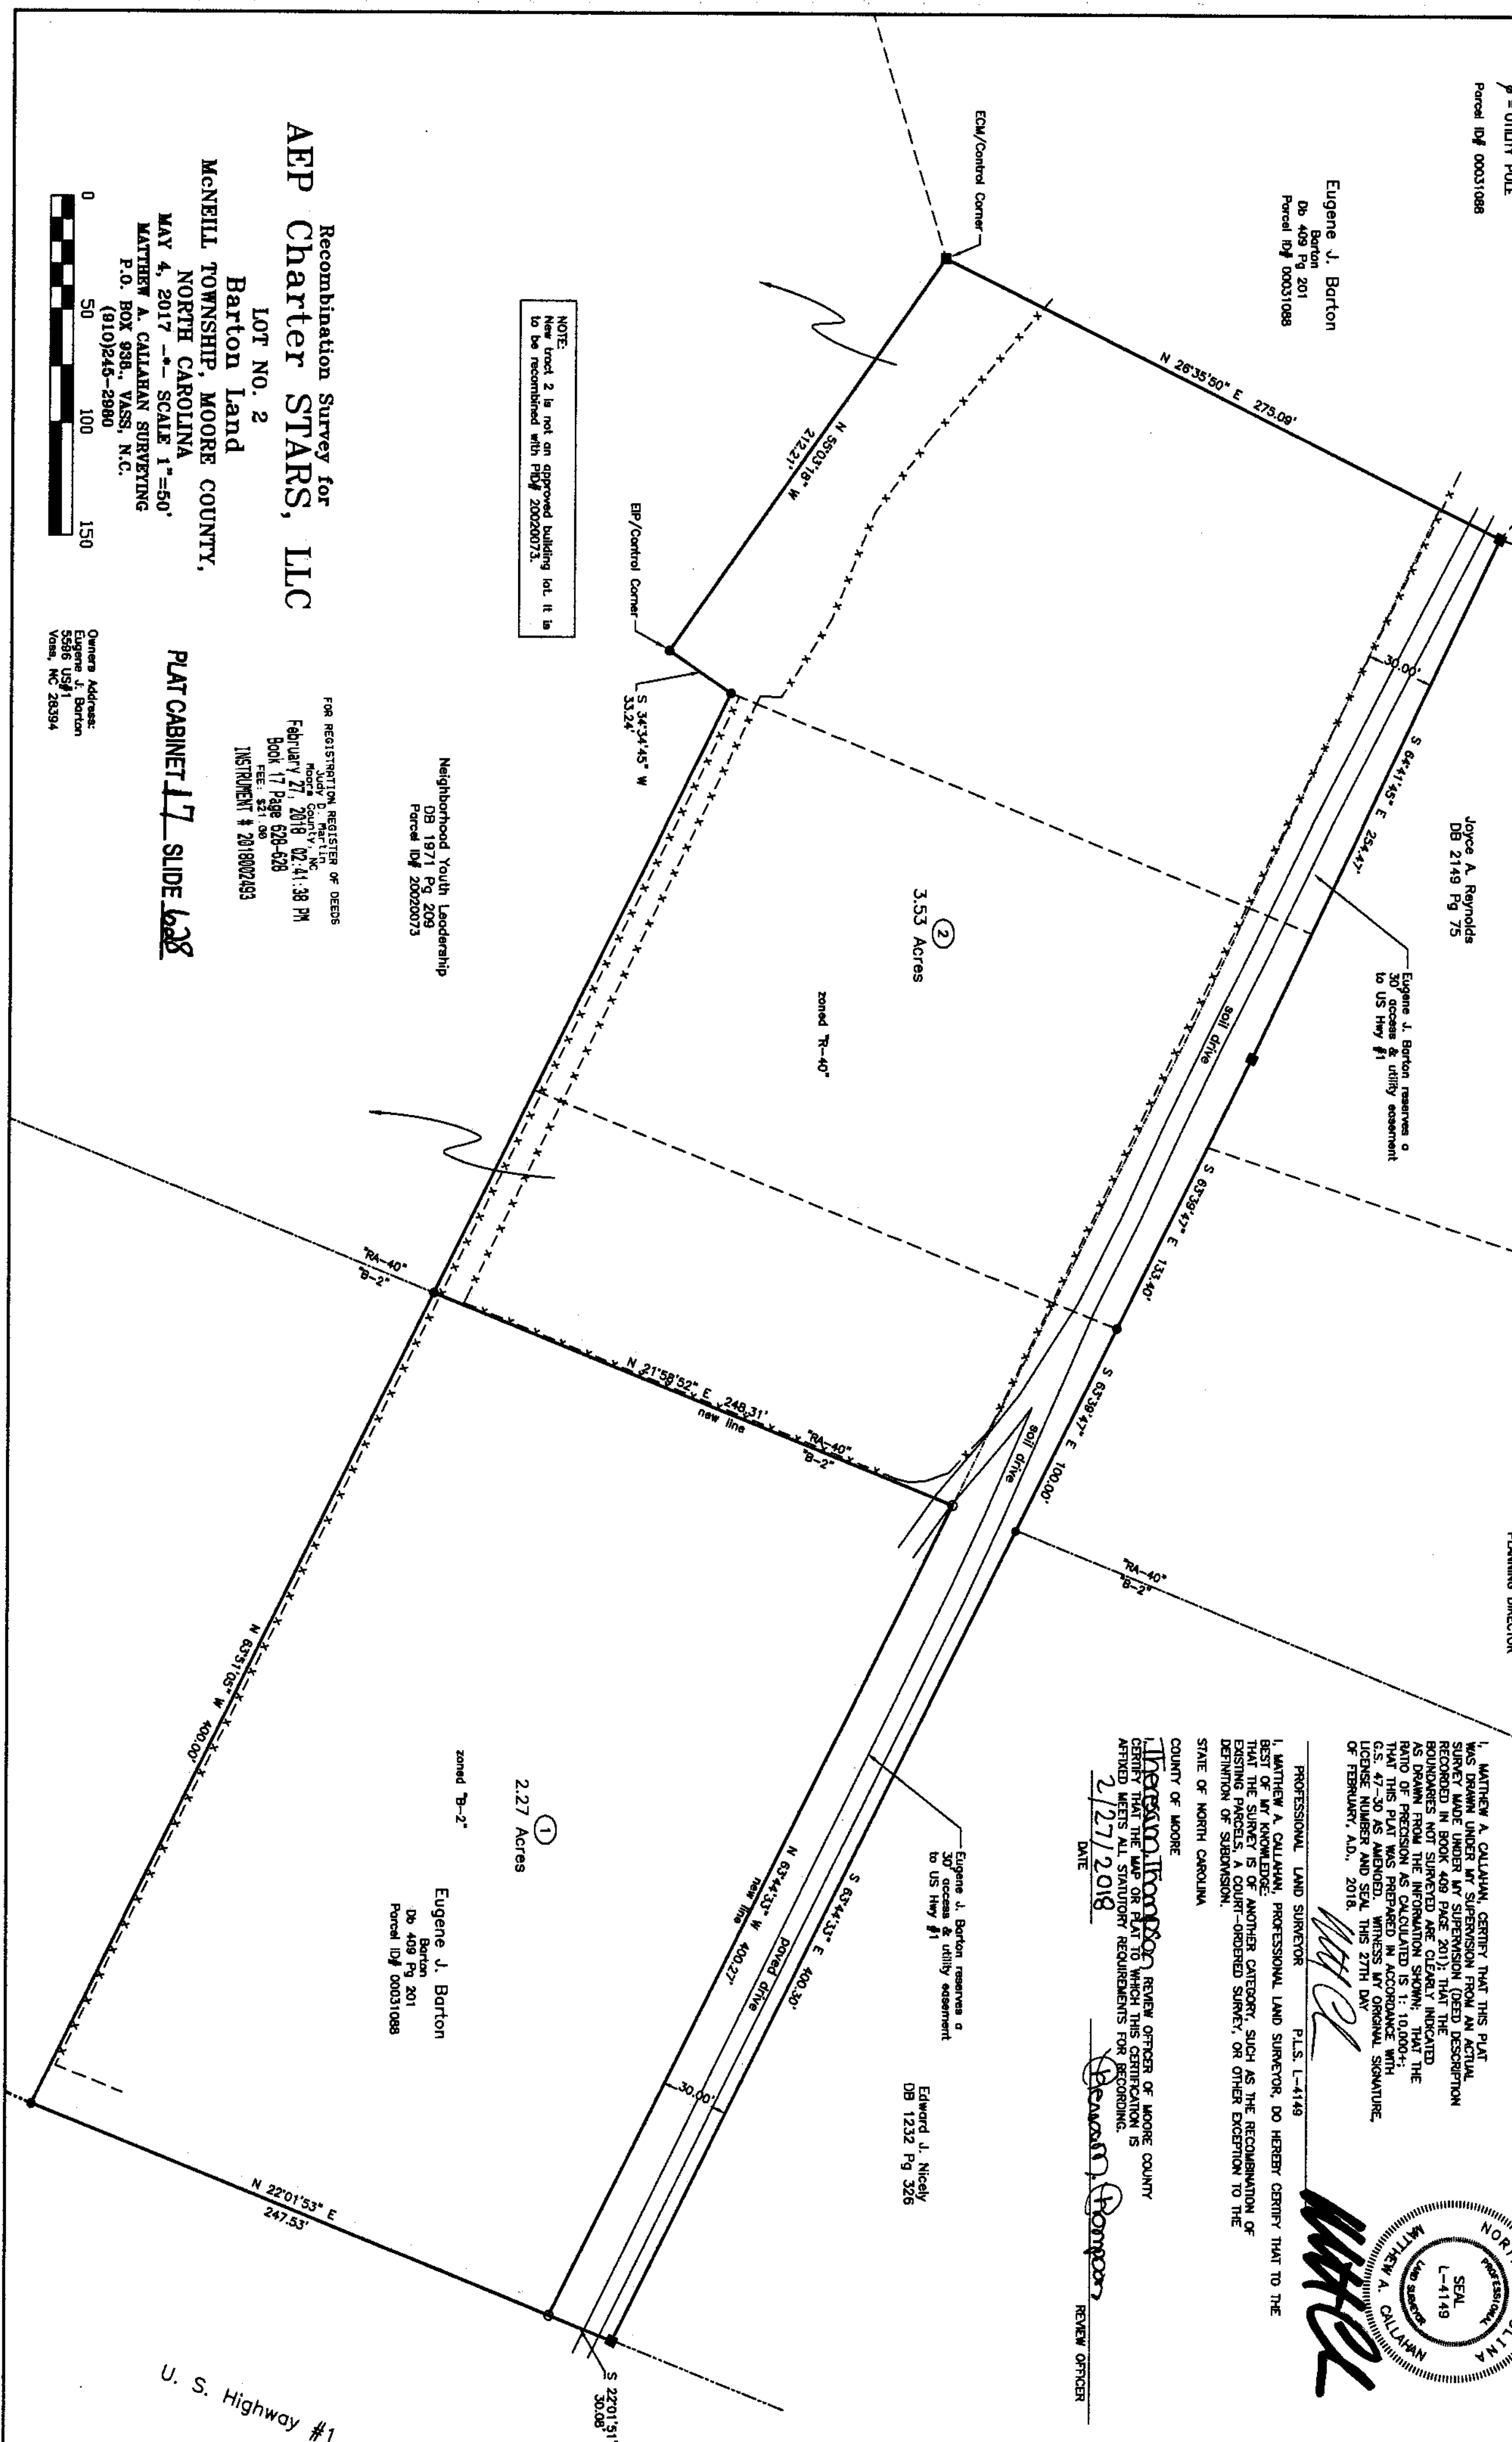 Parcel ID# 00031088
Eugene J. Barton
Barton
Db 409 Pg 201
Parcel ID# 00031088
ECM/Control Corner
N 26°35'50" E 275.09'
N 55°03'18" W
212.21'
EIP/Control Corner
S 34°34'45" W
33.24'
NOTE:
New tract 2 is not an approved building lot. It is
to be recombined with PID# 20020073.
Recombination Survey for
AEP Charter STARS, LLC
LOT NO. 2
Barton Land
McNEILL TOWNSHIP, MOORE COUNTY,
NORTH CAROLINA
MAY 4, 2017 -*- SCALE 1"=50'
MATTHEW A. CALLAHAN SURVEYING
P.O. BOX 938., VASS, N.C.
(910)245-2980
0 50 100 150
Joyce A. Reynolds
DB 2149 Pg 75
Eugene J. Barton reserves a
30' access & utility easement
to US Hwy #1
30.00'
S 64°41'45" E 254.47'
soil drive
S 63°39'47" E 133.40'
S 63°39'47" E 100.00'
soil drive
2
3.53 Acres
zoned "R-40"
Neighborhood Youth Leadership
DB 1971 Pg 209
Parcel ID# 20020073
FOR REGISTRATION REGISTER OF DEEDS
Judy D. Martin
Moore County, NC
February 27, 2018 02:41:38 PM
Book 17 Page 628-628
FEE: $21.00
INSTRUMENT # 2018002493
PLAT CABINET 17 SLIDE 628
Owners Address:
Eugene J. Barton
5596 US#1
Vass, NC 28394
"RA-40"
"B-2"
N 21°58'52" E 248.31'
new line
"RA-40"
"B-2"
"RA-40"
"B-2"
PLANNING DIRECTOR
I, MATTHEW A. CALLAHAN, CERTIFY THAT THIS PLAT
WAS DRAWN UNDER MY SUPERVISION FROM AN ACTUAL
SURVEY MADE UNDER MY SUPERVISION (DEED DESCRIPTION
RECORDED IN BOOK 409 PAGE 201); THAT THE
BOUNDARIES NOT SURVEYED ARE CLEARLY INDICATED
AS DRAWN FROM THE INFORMATION SHOWN; THAT THE
RATIO OF PRECISION AS CALCULATED IS 1: 10,000+;
THAT THIS PLAT WAS PREPARED IN ACCORDANCE WITH
G.S. 47-30 AS AMENDED. WITNESS MY ORIGINAL SIGNATURE,
LICENSE NUMBER AND SEAL THIS 27TH DAY
OF FEBRUARY, A.D., 2018.
PROFESSIONAL LAND SURVEYOR P.L.S. L-4149
I, MATTHEW A. CALLAHAN, PROFESSIONAL LAND SURVEYOR, DO HEREBY CERTIFY THAT TO THE
BEST OF MY KNOWLEDGE:
THAT THE SURVEY IS OF ANOTHER CATEGORY, SUCH AS THE RECOMBINATION OF
EXISTING PARCELS, A COURT-ORDERED SURVEY, OR OTHER EXCEPTION TO THE
DEFINITION OF SUBDIVISION.
STATE OF NORTH CAROLINA
COUNTY OF MOORE
I, Theresa M. Thompson, REVIEW OFFICER OF MOORE COUNTY
CERTIFY THAT THE MAP OR PLAT TO WHICH THIS CERTIFICATION IS
AFFIXED MEETS ALL STATUTORY REQUIREMENTS FOR RECORDING.
2/27/2018
DATE
REVIEW OFFICER
PROFESSIONAL
SEAL
L-4149
LAND SURVEYOR
MATTHEW A. CALLAHAN
Eugene J. Barton reserves a
30' access & utility easement
to US Hwy #1
Edward J. Nicely
DB 1232 Pg 326
S 63°44'33" E 400.30'
paved drive
N 63°44'33" W 400.27'
new line
30.00'
1
2.27 Acres
zoned "B-2"
Eugene J. Barton
Barton
Db 409 Pg 201
Parcel ID# 00031088
N 63°51'05" W 400.00'
N 22°01'53" E
247.53'
S 22°01'51"
30.08'
U. S. Highway #1